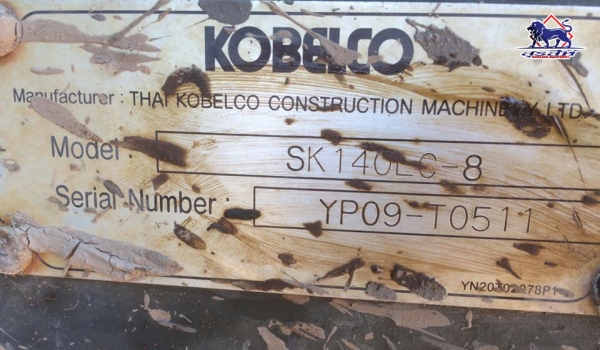 KOBELCO
Manufacturer : THAI KOBELCO CONSTRUCTION MACHINERY LTD
Model : SK140LC-8
Serial Number : YP09-T0511